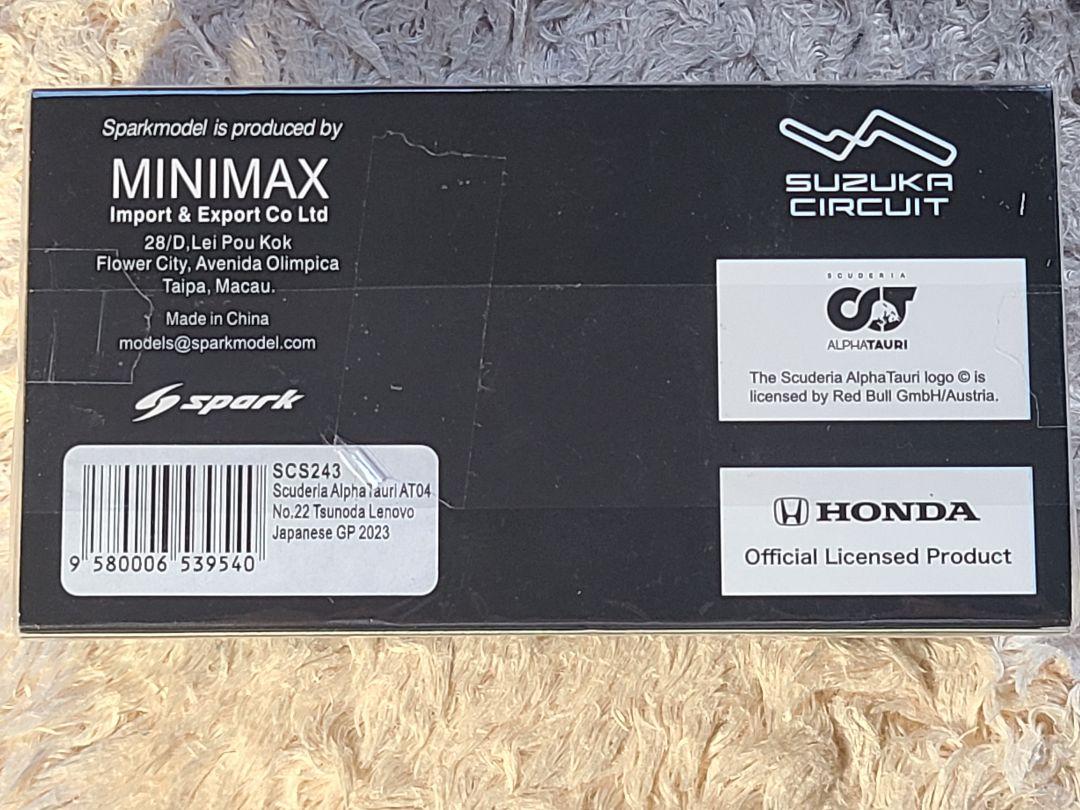 Sparkmodel is produced by
MINIMAX
Import & Export Co Ltd
28/D,Lei Pou Kok
Flower City, Avenida Olimpica
Taipa, Macau.
Made in China
models@sparkmodel.com
spark
SCS243
Scuderia AlphaTauri AT04
No.22 Tsunoda Lenovo
Japanese GP 2023
9 580006 539540
SUZUKA
CIRCUIT
SCUDERIA
AT
ALPHATAURI
The Scuderia AlphaTauri logo © is
licensed by Red Bull GmbH/Austria.
HONDA
Official Licensed Product